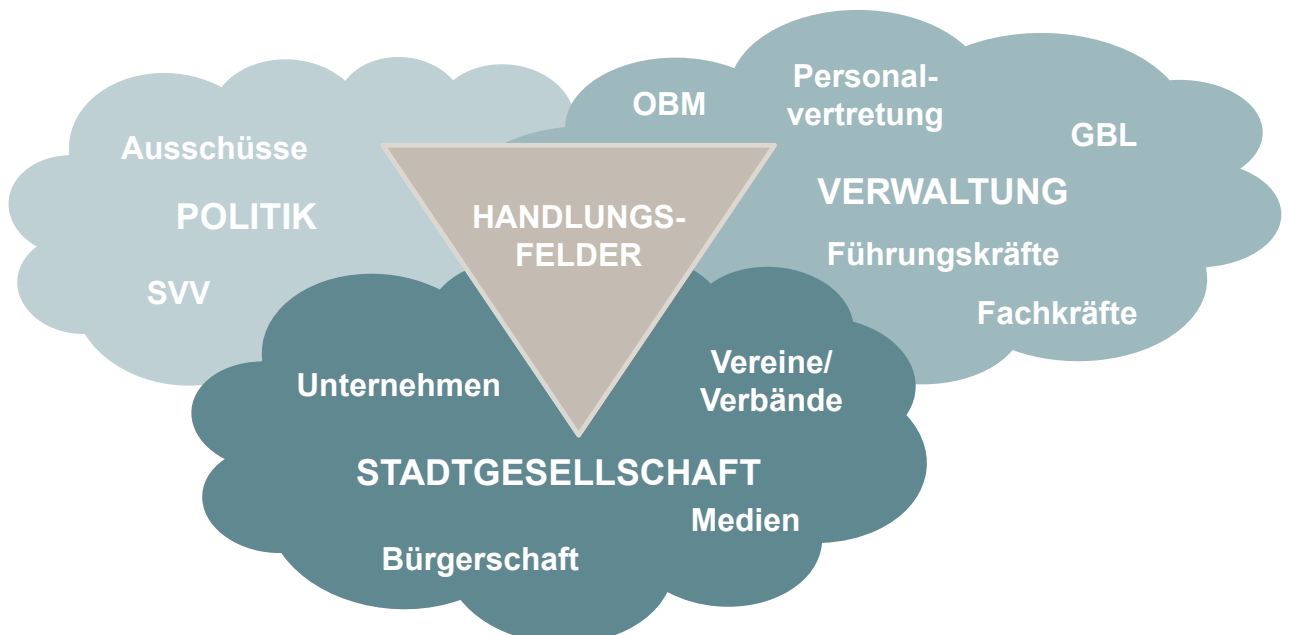 Ausschüsse
POLITIK
SVV
OBM
Personal-
vertretung
GBL
VERWALTUNG
Führungskräfte
Fachkräfte
HANDLUNGS-
FELDER
Unternehmen
Vereine/
Verbände
STADTGESELLSCHAFT
Medien
Bürgerschaft